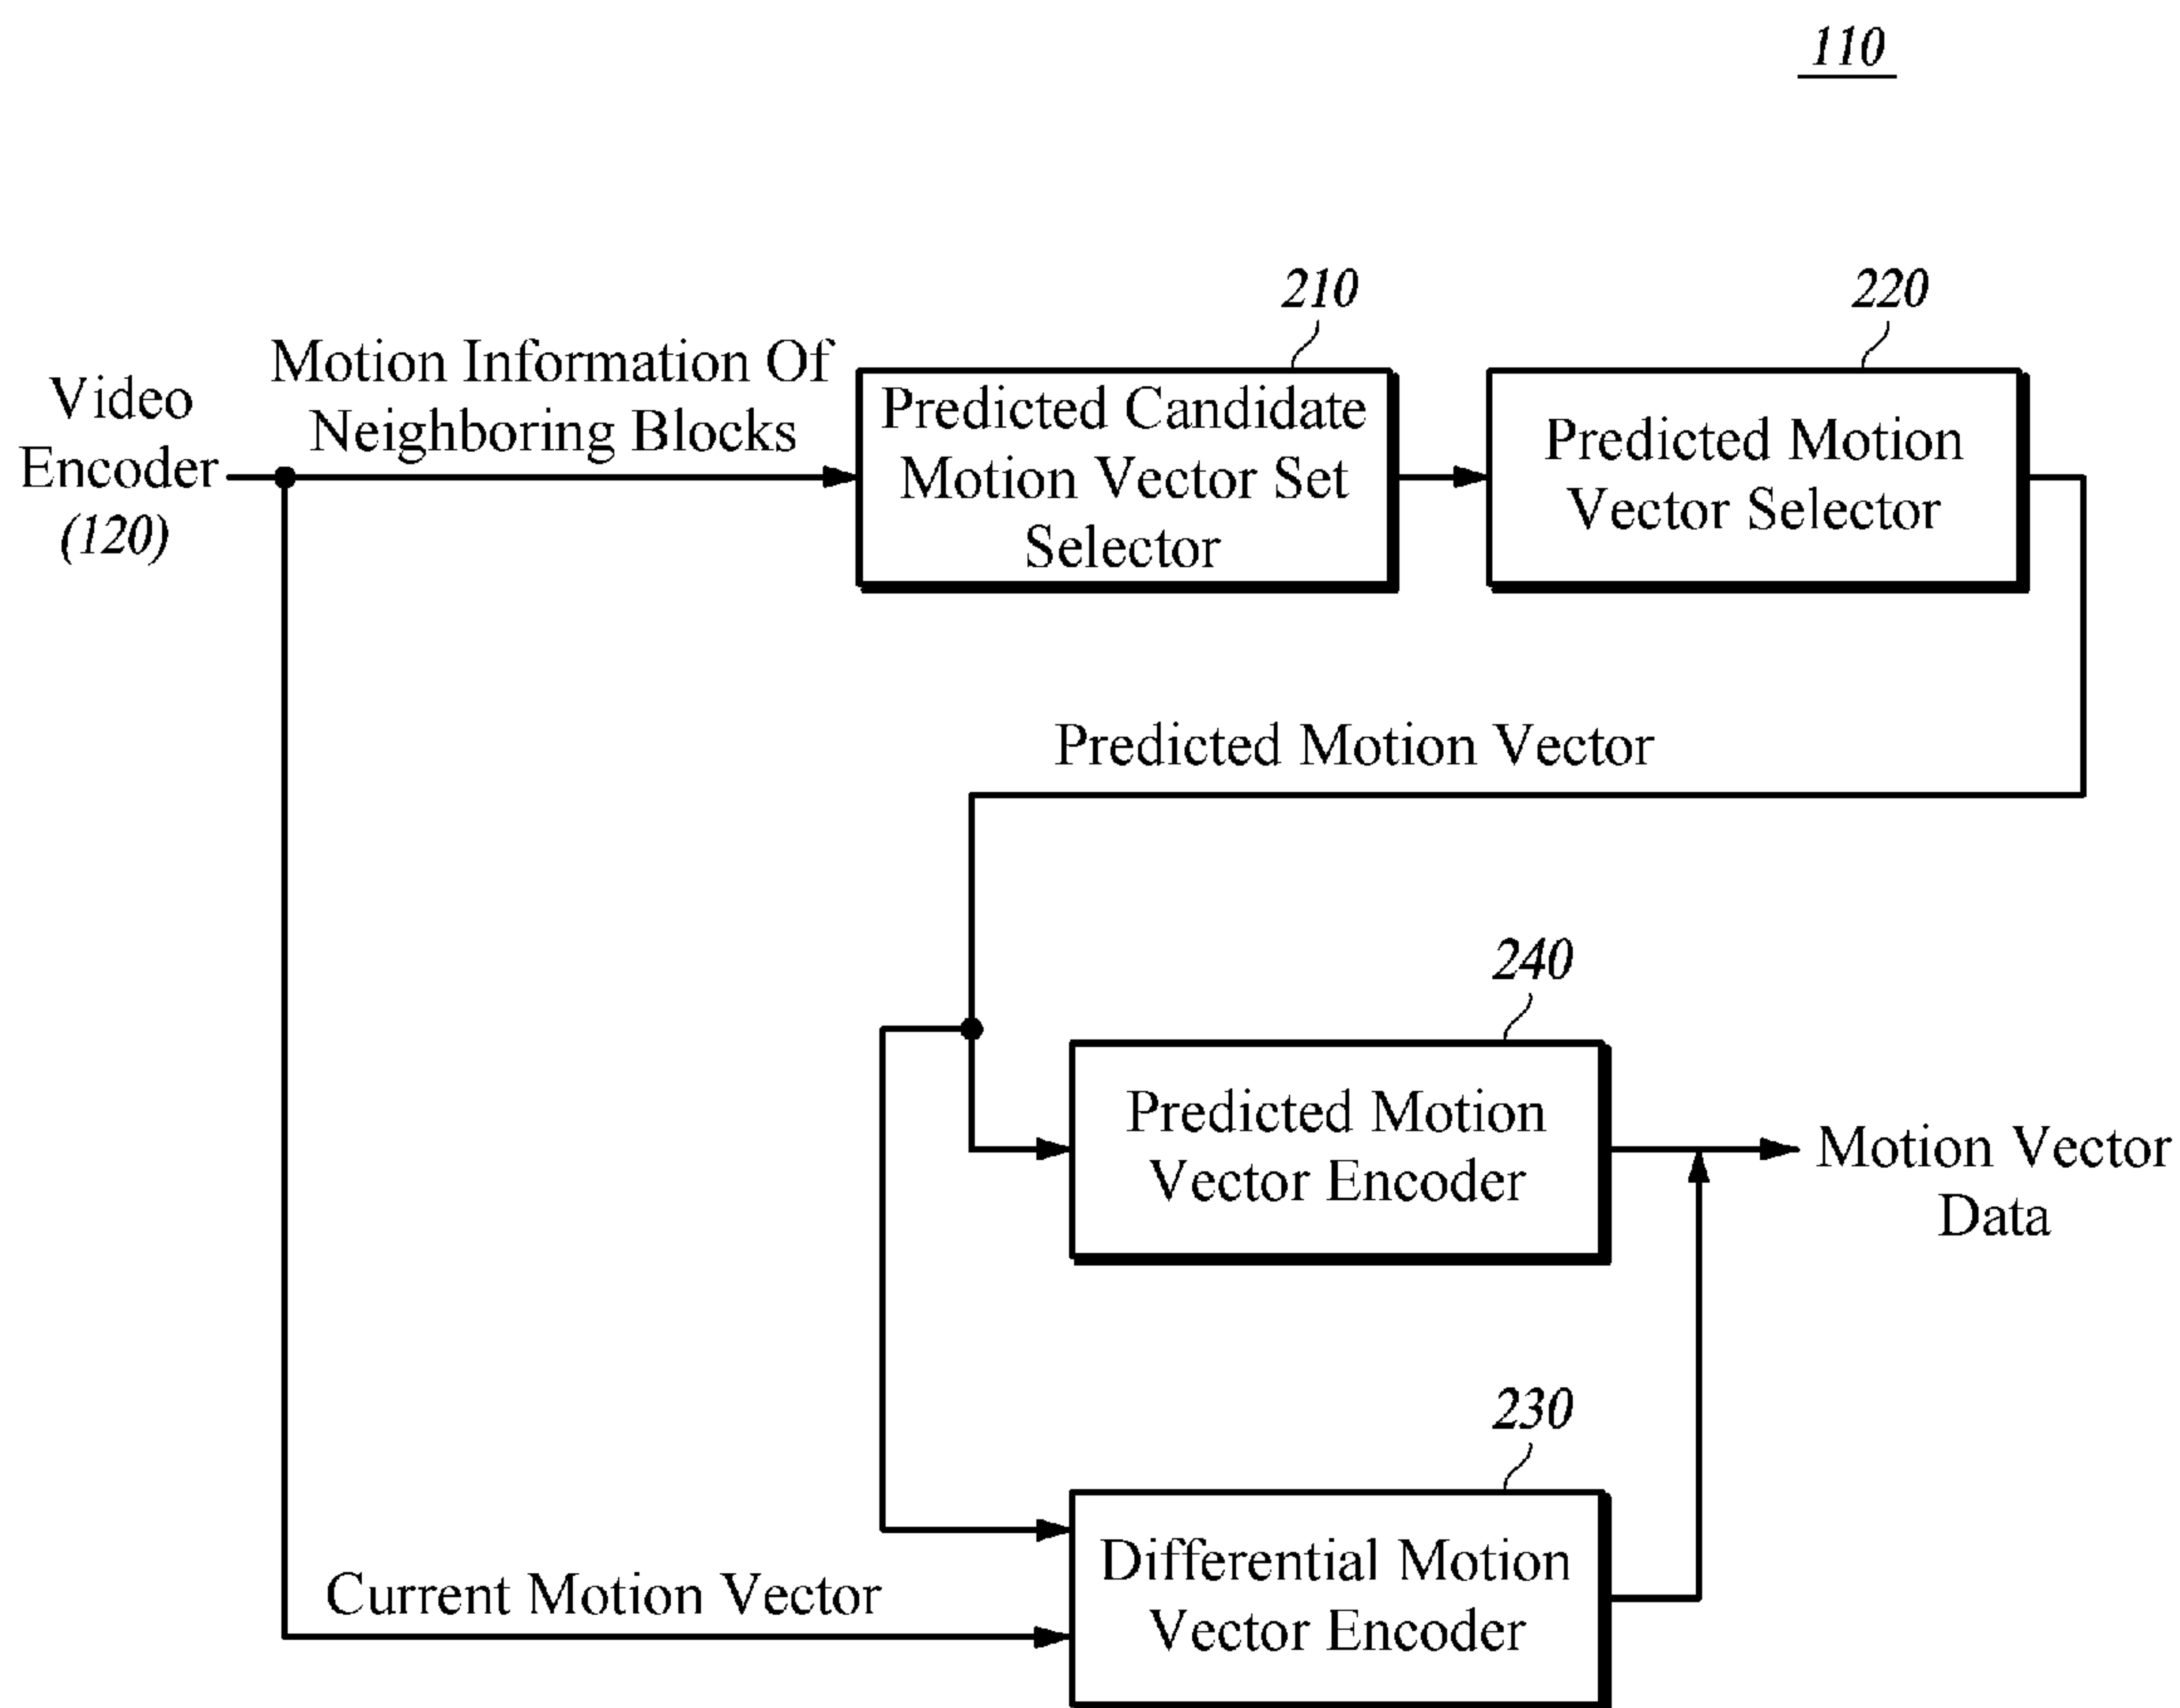 110
210
220
Motion Information Of
Neighboring Blocks
Video
Encoder
(120)
Predicted Candidate
Motion Vector Set
Selector
Predicted Motion
Vector Selector
Predicted Motion Vector
240
Predicted Motion
Vector Encoder
Motion Vector
Data
230
Differential Motion
Vector Encoder
Current Motion Vector